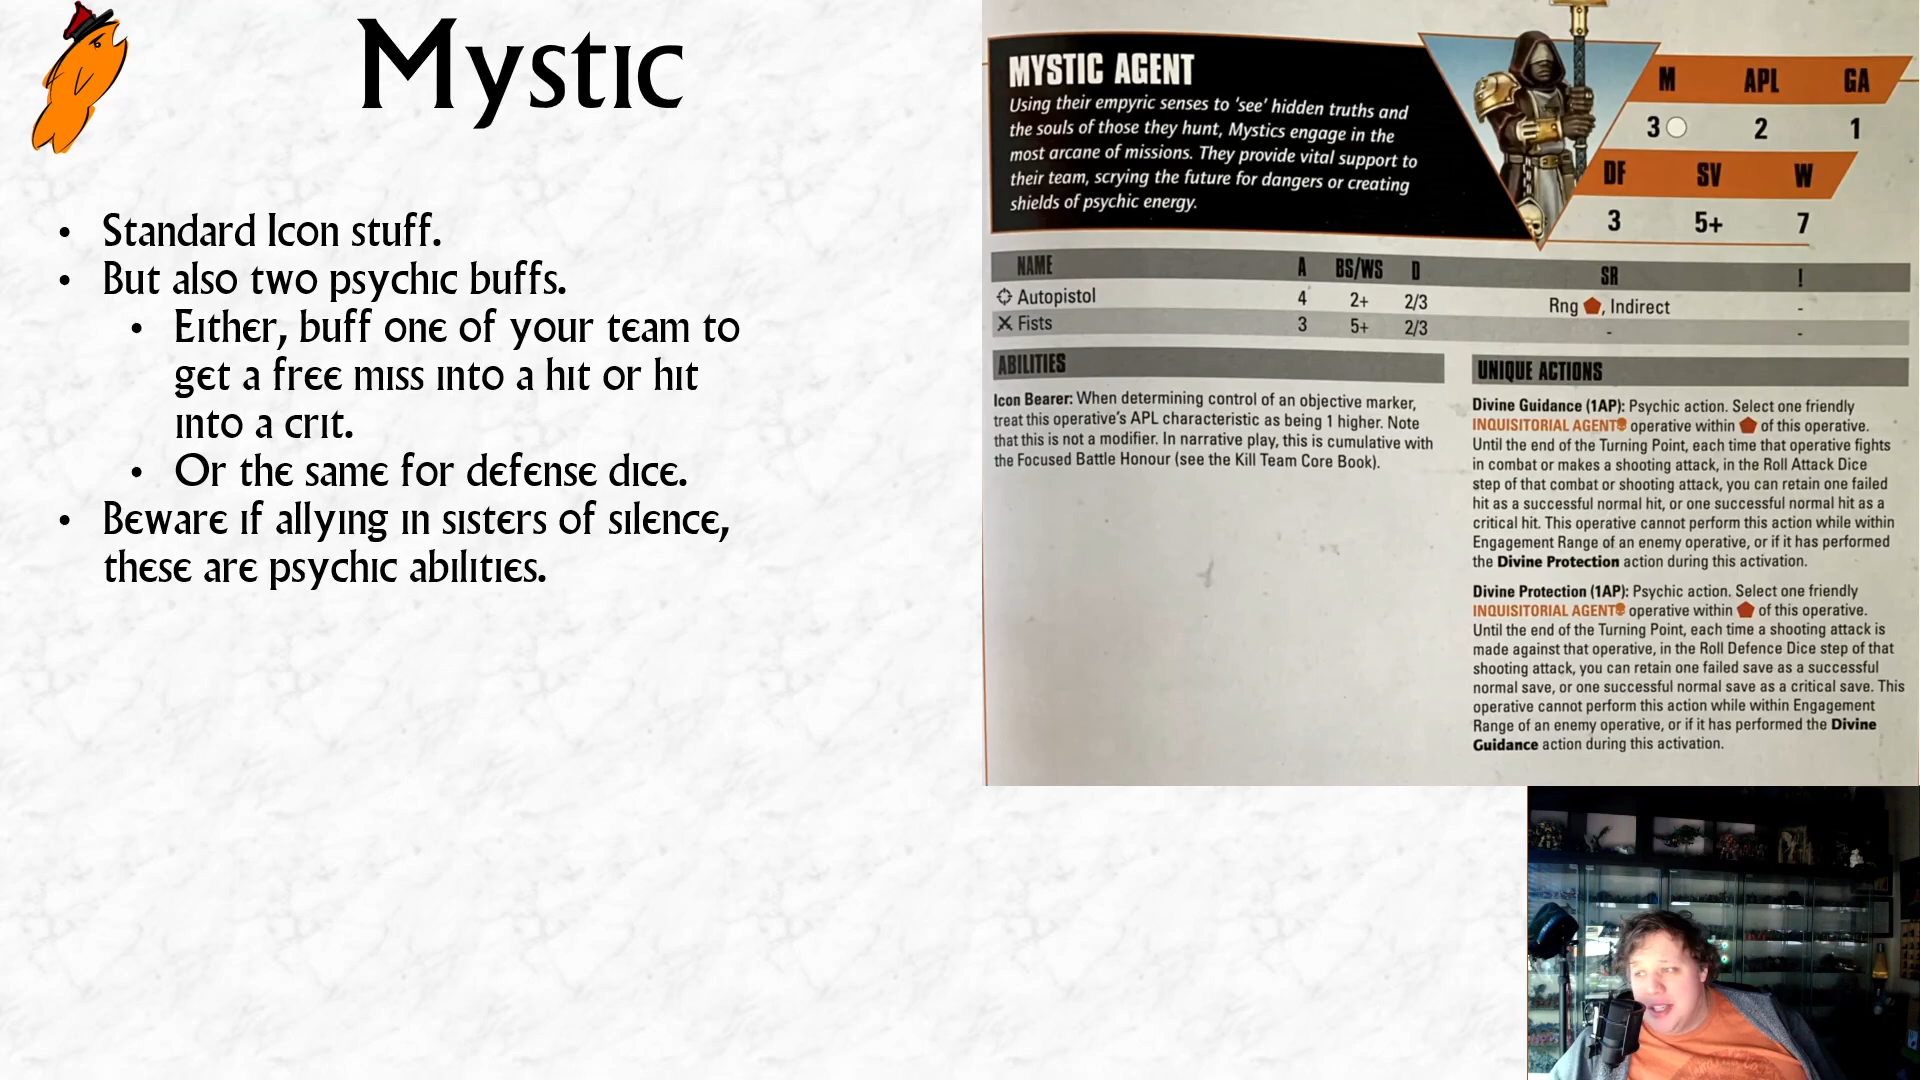 Mystic
• Standard Icon stuff.
• But also two psychic buffs.
• Either, buff one of your team to
get a free miss into a hit or hit
into a crit.
• Or the same for defense dice.
• Beware if allying in sisters of silence,
these are psychic abilities.
MYSTIC AGENT
Using their empyric senses to 'see' hidden truths and
the souls of those they hunt, Mystics engage in the
most arcane of missions. They provide vital support to
their team, scrying the future for dangers or creating
shields of psychic energy.
M APL GA
3 2 1
DF SV W
3 5+ 7
NAME A BS/WS D SR !
Autopistol 4 2+ 2/3 Rng , Indirect -
Fists 3 5+ 2/3 - -
ABILITIES
Icon Bearer: When determining control of an objective marker,
treat this operative's APL characteristic as being 1 higher. Note
that this is not a modifier. In narrative play, this is cumulative with
the Focused Battle Honour (see the Kill Team Core Book).
UNIQUE ACTIONS
Divine Guidance (1AP): Psychic action. Select one friendly
INQUISITORIAL AGENT operative within of this operative.
Until the end of the Turning Point, each time that operative fights
in combat or makes a shooting attack, in the Roll Attack Dice
step of that combat or shooting attack, you can retain one failed
hit as a successful normal hit, or one successful normal hit as a
critical hit. This operative cannot perform this action while within
Engagement Range of an enemy operative, or if it has performed
the Divine Protection action during this activation.
Divine Protection (1AP): Psychic action. Select one friendly
INQUISITORIAL AGENT operative within of this operative.
Until the end of the Turning Point, each time a shooting attack is
made against that operative, in the Roll Defence Dice step of that
shooting attack, you can retain one failed save as a successful
normal save, or one successful normal save as a critical save. This
operative cannot perform this action while within Engagement
Range of an enemy operative, or if it has performed the Divine
Guidance action during this activation.